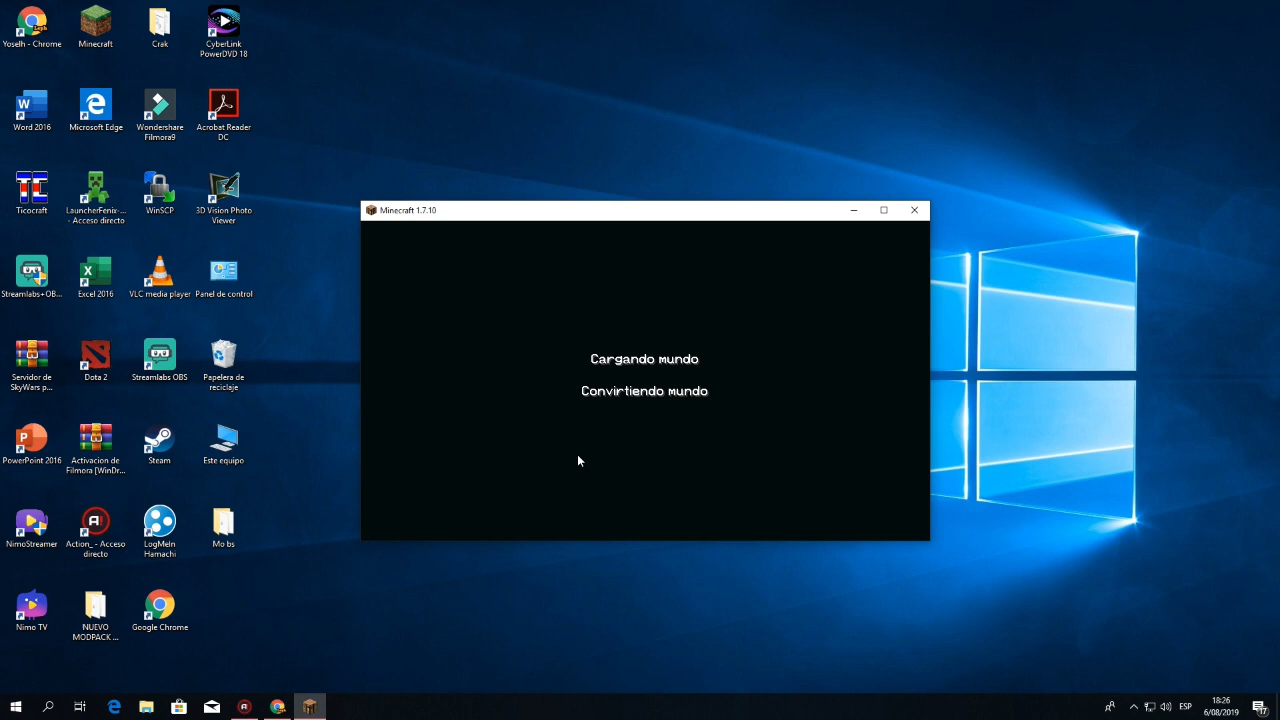 Yoselh - Chrome
Minecraft
Crak
CyberLink
PowerDVD 18
Word 2016
Microsoft Edge
Wondershare
Filmora9
Acrobat Reader
DC
Ticocraft
LauncherFenix-...
- Acceso directo
WinSCP
3D Vision Photo
Viewer
Streamlabs+OB...
Excel 2016
VLC media player
Panel de control
Servidor de
SkyWars p...
Dota 2
Streamlabs OBS
Papelera de
reciclaje
PowerPoint 2016
Activacion de
Filmora [WinDr...
Steam
Este equipo
NimoStreamer
Action_ - Acceso
directo
LogMeIn
Hamachi
Mo bs
Nimo TV
NUEVO
MODPACK ...
Google Chrome
Minecraft 1.7.10
Cargando mundo
Convirtiendo mundo
ESP
18:26
6/08/2019
17